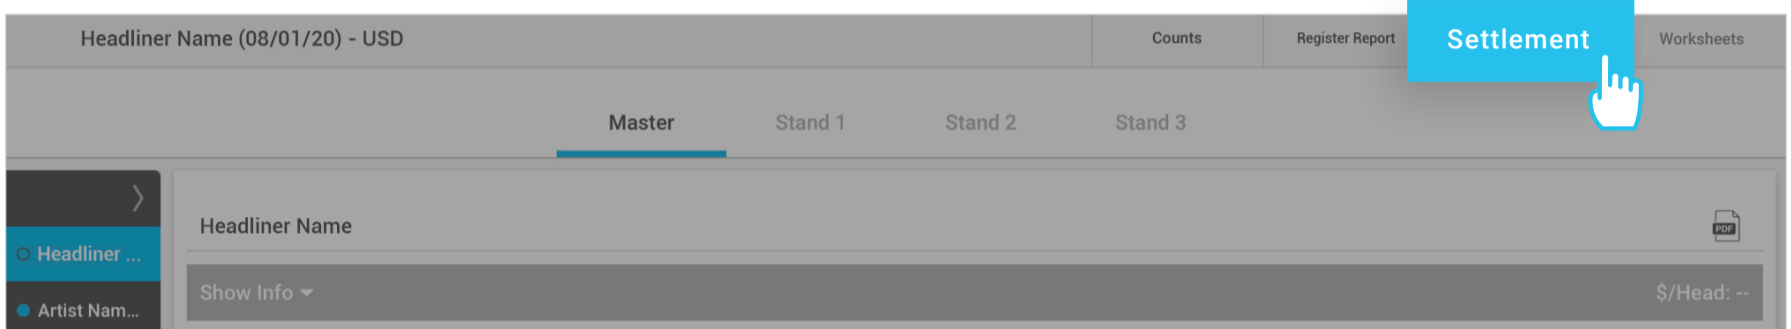 Headliner Name (08/01/20) - USD
Counts
Register Report
Settlement
Worksheets
Master
Stand 1
Stand 2
Stand 3
Headliner Name
PDF
Headliner ...
Show Info
$/Head: --
Artist Nam...